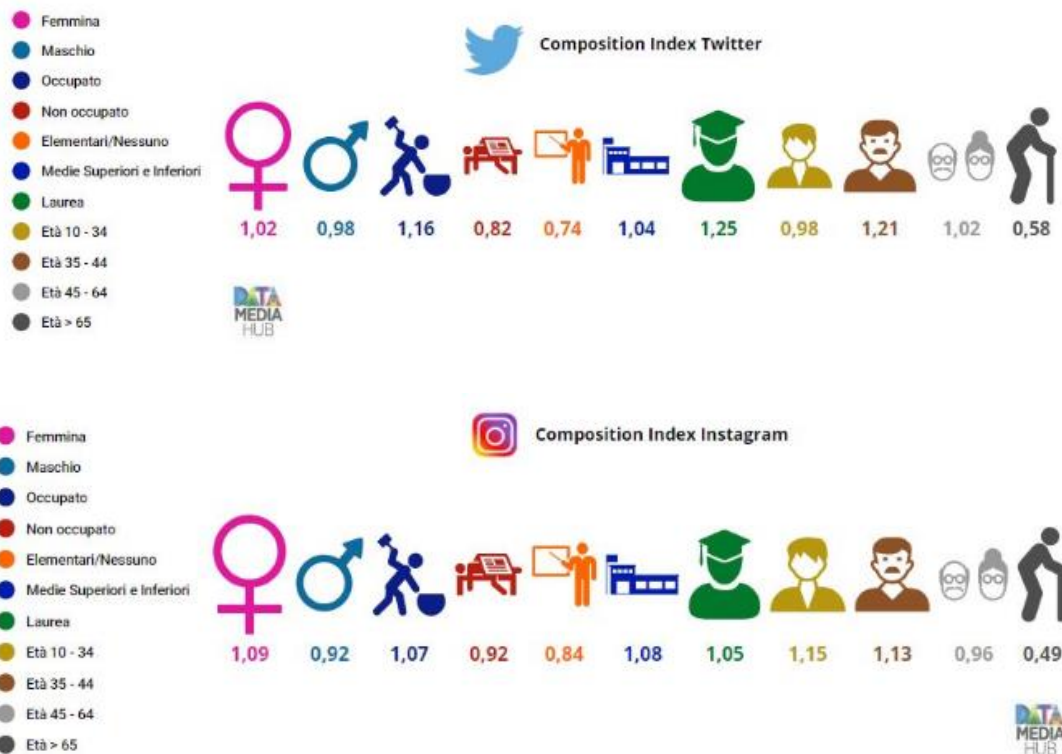 Femmina
Maschio
Occupato
Non occupato
Elementari/Nessuno
Medie Superiori e Inferiori
Laurea
Età 10 - 34
Età 35 - 44
Età 45 - 64
Età > 65
Composition Index Twitter
1,02 0,98 1,16 0,82 0,74 1,04 1,25 0,98 1,21 1,02 0,58
DATA
MEDIA
HUB
Femmina
Maschio
Occupato
Non occupato
Elementari/Nessuno
Medie Superiori e Inferiori
Laurea
Età 10 - 34
Età 35 - 44
Età 45 - 64
Età > 65
Composition Index Instagram
1,09 0,92 1,07 0,92 0,84 1,08 1,05 1,15 1,13 0,96 0,49
DATA
MEDIA
HUB